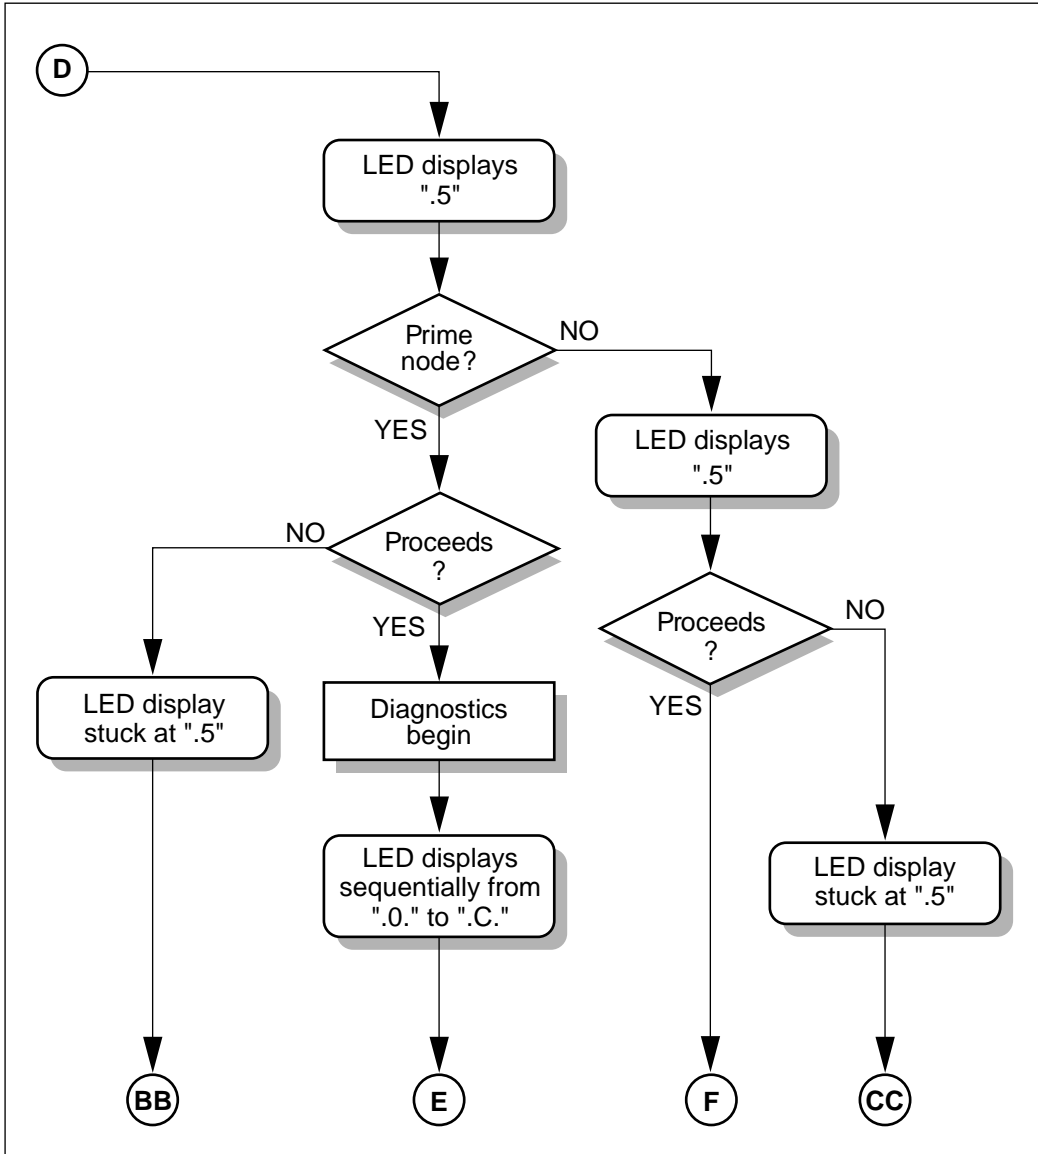 D
LED displays
".5"
Prime
node?
NO
YES
LED displays
".5"
Proceeds
?
NO
YES
Proceeds
?
NO
YES
LED display
stuck at ".5"
Diagnostics
begin
LED displays
sequentially from
".0." to ".C."
LED display
stuck at ".5"
BB
E
F
CC